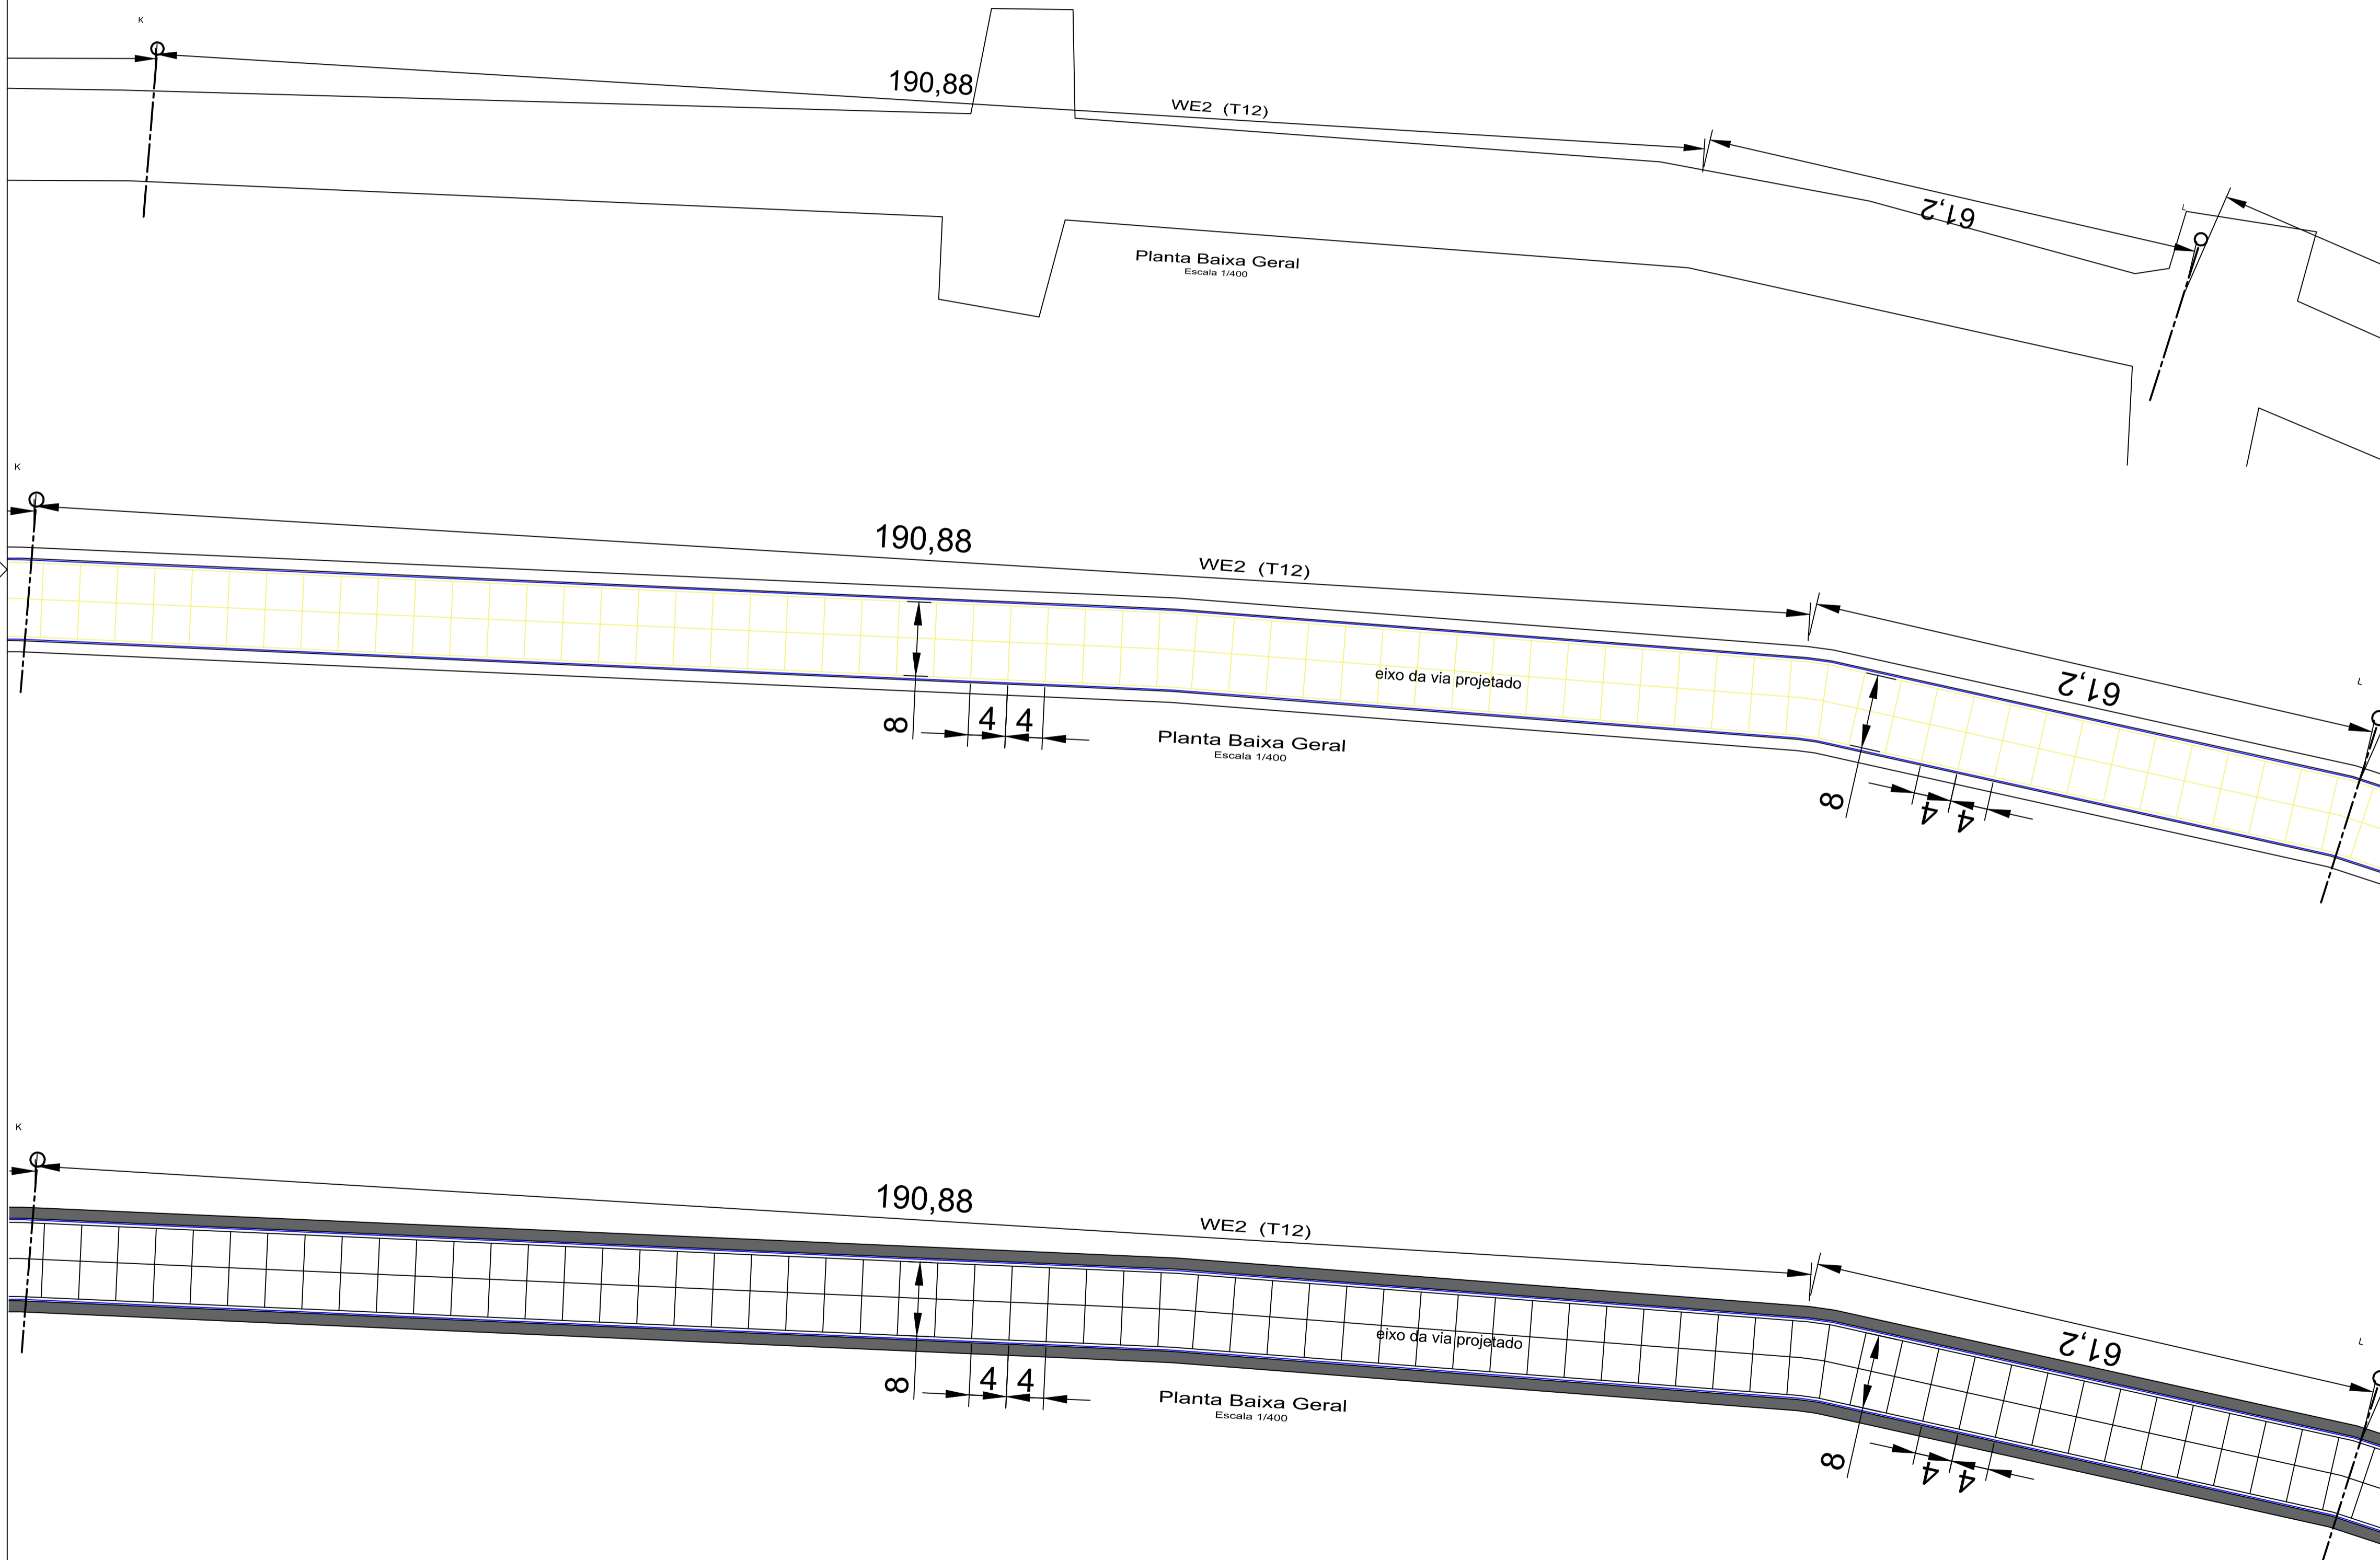 K
190,88
WE2 (T12)
61,2
L
Planta Baixa Geral
Escala 1/400
K
190,88
WE2 (T12)
61,2
L
eixo da via projetado
8
4 4
Planta Baixa Geral
Escala 1/400
8
4 4
K
190,88
WE2 (T12)
61,2
L
eixo da via projetado
8
4 4
Planta Baixa Geral
Escala 1/400
8
4 4